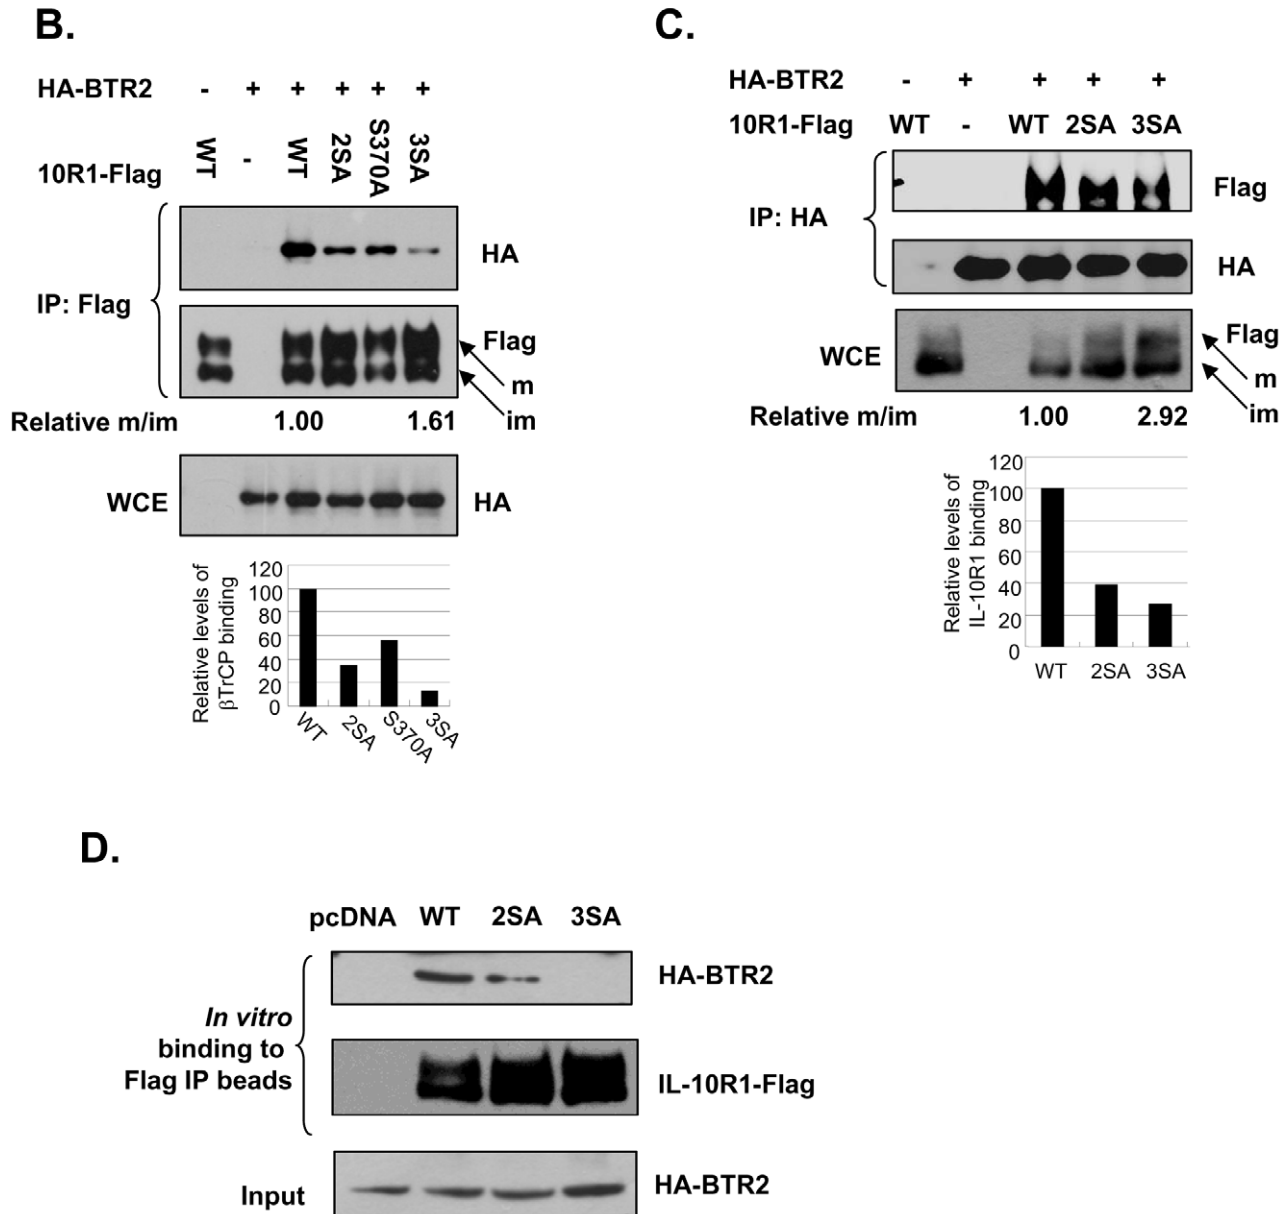 B.
HA-BTR2 - + + + + +
10R1-Flag WT - WT 2SA S370A 3SA
IP: Flag
HA
Flag
m
im
Relative m/im 1.00 1.61
WCE HA
Relative levels of
βTrCP binding
120
100
80
60
40
20
0
WT 2SA S370A 3SA
C.
HA-BTR2 - + + + +
10R1-Flag WT - WT 2SA 3SA
IP: HA
Flag
HA
WCE
Flag
m
im
Relative m/im 1.00 2.92
Relative levels of
IL-10R1 binding
120
100
80
60
40
20
0
WT 2SA 3SA
D.
pcDNA WT 2SA 3SA
HA-BTR2
In vitro
binding to
Flag IP beads
IL-10R1-Flag
Input HA-BTR2